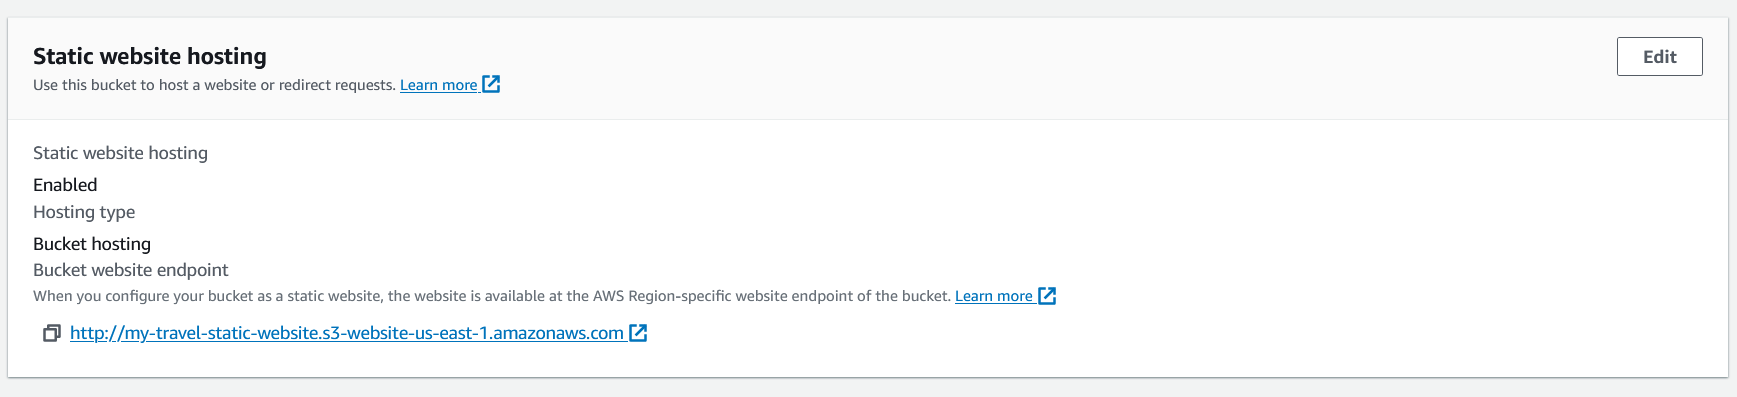 Static website hosting
Edit
Use this bucket to host a website or redirect requests. Learn more
Static website hosting
Enabled
Hosting type
Bucket hosting
Bucket website endpoint
When you configure your bucket as a static website, the website is available at the AWS Region-specific website endpoint of the bucket. Learn more
http://my-travel-static-website.s3-website-us-east-1.amazonaws.com